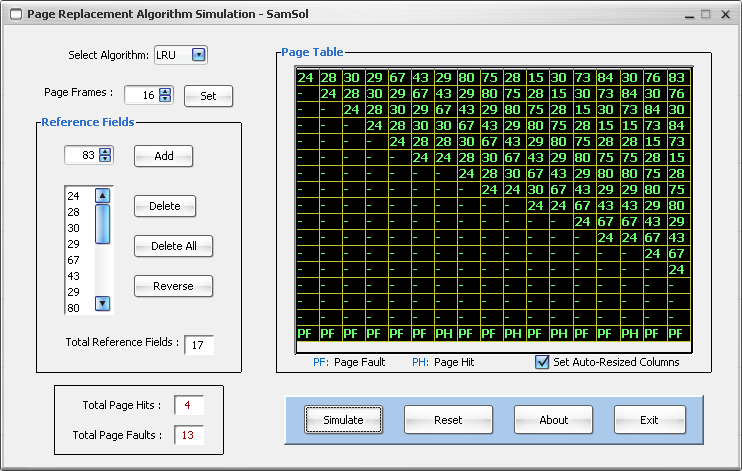 Page Replacement Algorithm Simulation - SamSol
Select Algorithm: LRU
Page Frames : 16 Set
Reference Fields
83 Add
24
28
30
29
67
43
29
80
Delete
Delete All
Reverse
Total Reference Fields : 17
Total Page Hits : 4
Total Page Faults : 13
Page Table
24 28 30 29 67 43 29 80 75 28 15 30 73 84 30 76 83
- 24 28 30 29 67 43 29 80 75 28 15 30 73 84 30 76
- - 24 28 30 29 67 43 29 80 75 28 15 30 73 84 30
- - - 24 28 30 30 67 43 29 80 75 28 15 15 73 84
- - - - 24 28 28 30 67 43 29 80 75 28 28 15 73
- - - - - 24 24 28 30 67 43 29 80 75 75 28 15
- - - - - - - 24 28 30 67 43 29 80 80 75 28
- - - - - - - - 24 24 30 67 43 29 29 80 75
- - - - - - - - - - 24 24 67 43 43 29 80
- - - - - - - - - - - - 24 67 67 43 29
- - - - - - - - - - - - - 24 24 67 43
- - - - - - - - - - - - - - - 24 67
- - - - - - - - - - - - - - - - 24
- - - - - - - - - - - - - - - - -
- - - - - - - - - - - - - - - - -
- - - - - - - - - - - - - - - - -
PF PF PF PF PF PF PH PF PF PH PF PH PF PF PH PF PF
PF: Page Fault PH: Page Hit Set Auto-Resized Columns
Simulate Reset About Exit